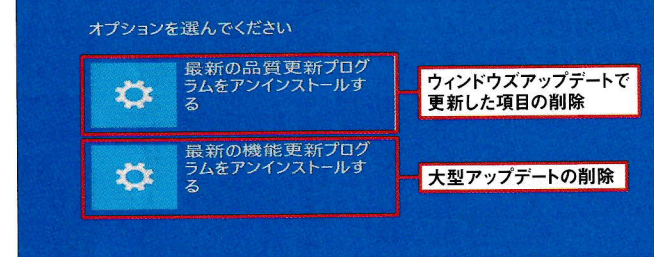 オプションを選んでください
最新の品質更新プログ
ラムをアンインストールす
る
ウィンドウズアップデートで
更新した項目の削除
最新の機能更新プログ
ラムをアンインストールす
る
大型アップデートの削除